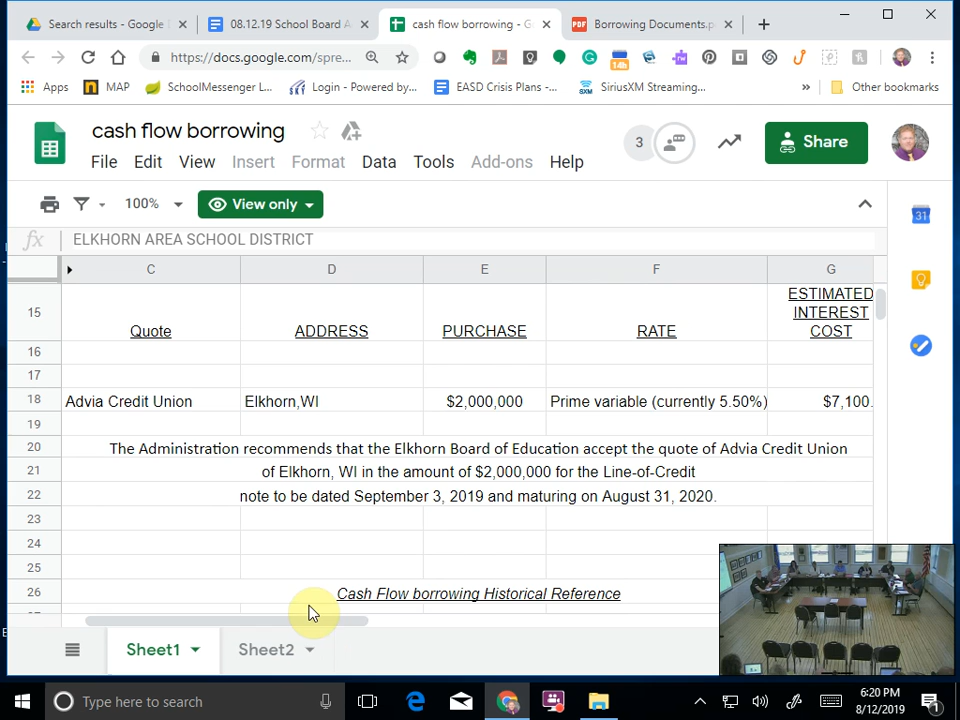 Search results - Google
08.12.19 School Board A
cash flow borrowing - G
PDF
Borrowing Documents.p
https://docs.google.com/spre...
14h
Apps
MAP
SchoolMessenger L...
Login - Powered by...
EASD Crisis Plans -...
SXM
SiriusXM Streaming...
Other bookmarks
cash flow borrowing
File Edit View Insert Format Data Tools Add-ons Help
3
Share
100%
View only
31
fx
ELKHORN AREA SCHOOL DISTRICT
C D E F G
15
Quote
ADDRESS
PURCHASE
RATE
ESTIMATED
INTEREST
COST
16
17
18 Advia Credit Union Elkhorn,WI $2,000,000 Prime variable (currently 5.50%) $7,100.
19
20 The Administration recommends that the Elkhorn Board of Education accept the quote of Advia Credit Union
21 of Elkhorn, WI in the amount of $2,000,000 for the Line-of-Credit
22 note to be dated September 3, 2019 and maturing on August 31, 2020.
23
24
25
26 Cash Flow borrowing Historical Reference
Sheet1
Sheet2
Type here to search
6:20 PM
8/12/2019
1